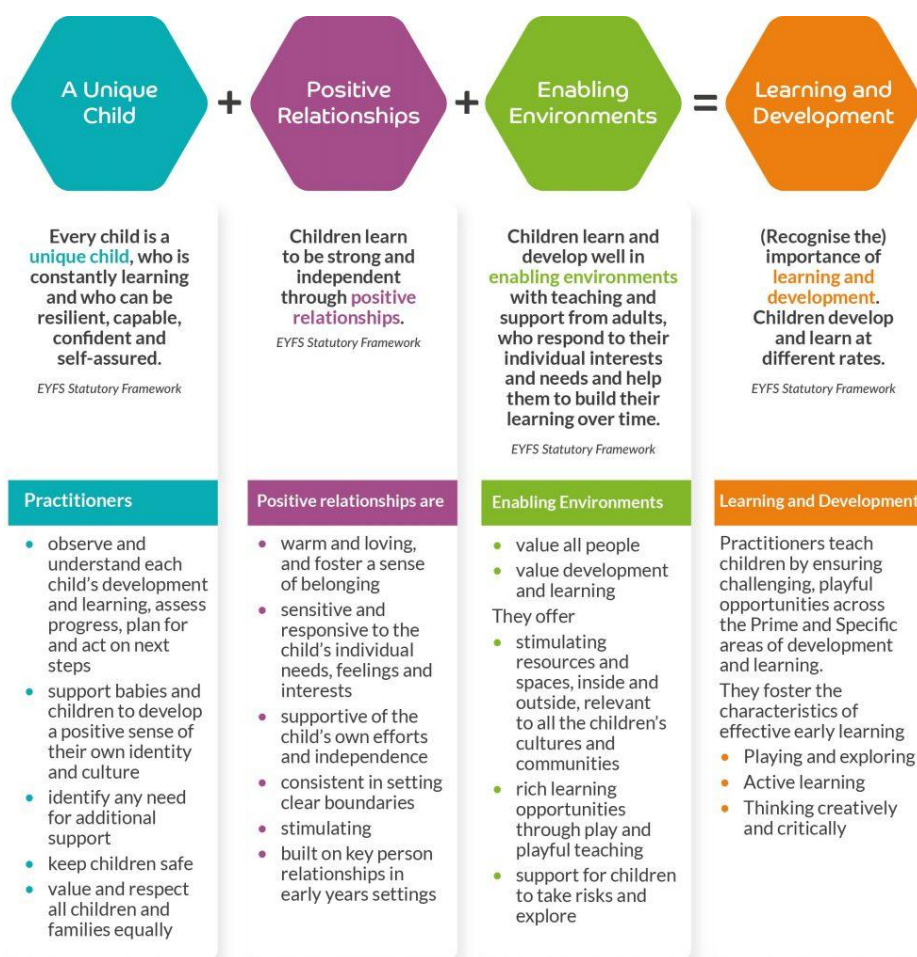 A Unique
Child
+
Positive
Relationships
+
Enabling
Environments
=
Learning and
Development
Every child is a
unique child, who is
constantly learning
and who can be
resilient, capable,
confident and
self-assured.
EYFS Statutory Framework
Children learn
to be strong and
independent
through positive
relationships.
EYFS Statutory Framework
Children learn and
develop well in
enabling environments
with teaching and
support from adults,
who respond to their
individual interests
and needs and help
them to build their
learning over time.
EYFS Statutory Framework
(Recognise the)
importance of
learning and
development.
Children develop
and learn at
different rates.
EYFS Statutory Framework
Practitioners
• observe and
understand each
child's development
and learning, assess
progress, plan for
and act on next
steps
• support babies and
children to develop
a positive sense of
their own identity
and culture
• identify any need
for additional
support
• keep children safe
• value and respect
all children and
families equally
Positive relationships are
• warm and loving,
and foster a sense
of belonging
• sensitive and
responsive to the
child's individual
needs, feelings and
interests
• supportive of the
child's own efforts
and independence
• consistent in setting
clear boundaries
• stimulating
• built on key person
relationships in
early years settings
Enabling Environments
• value all people
• value development
and learning
They offer
• stimulating
resources and
spaces, inside and
outside, relevant
to all the children's
cultures and
communities
• rich learning
opportunities
through play and
playful teaching
• support for children
to take risks and
explore
Learning and Development
Practitioners teach
children by ensuring
challenging, playful
opportunities across
the Prime and Specific
areas of development
and learning.
They foster the
characteristics of
effective early learning
• Playing and exploring
• Active learning
• Thinking creatively
and critically